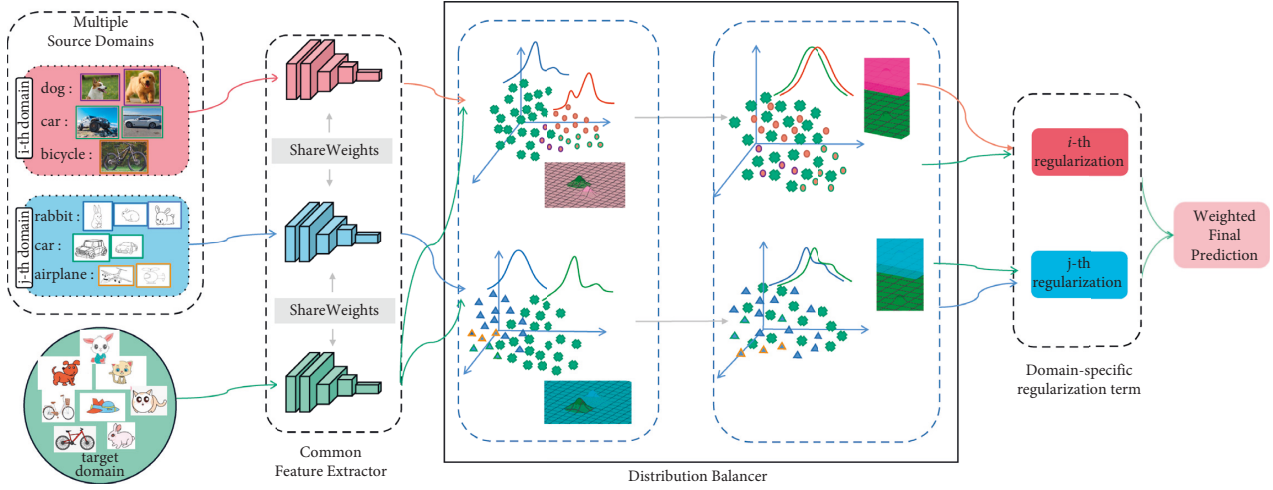 Multiple
Source Domains
i-th domain
dog :
car :
bicycle :
j-th domain
rabbit :
car :
airplane :
target
domain
ShareWeights
ShareWeights
Common
Feature Extractor
Distribution Balancer
i-th
regularization
j-th
regularization
Domain-specific
regularization term
Weighted
Final
Prediction